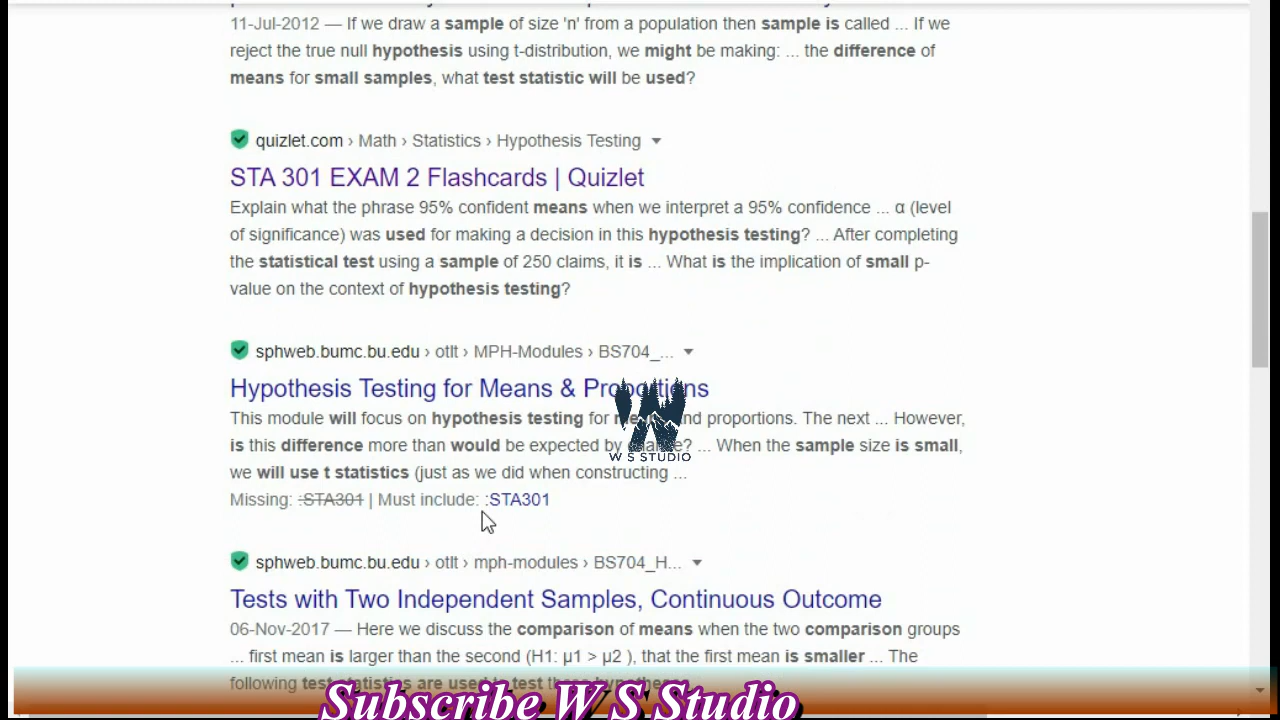 11-Jul-2012 — If we draw a sample of size 'n' from a population then sample is called ... If we
reject the true null hypothesis using t-distribution, we might be making: ... the difference of
means for small samples, what test statistic will be used?
quizlet.com › Math › Statistics › Hypothesis Testing
STA 301 EXAM 2 Flashcards | Quizlet
Explain what the phrase 95% confident means when we interpret a 95% confidence ... α (level
of significance) was used for making a decision in this hypothesis testing? ... After completing
the statistical test using a sample of 250 claims, it is ... What is the implication of small p-
value on the context of hypothesis testing?
sphweb.bumc.bu.edu › otlt › MPH-Modules › BS704_...
Hypothesis Testing for Means & Proportions
This module will focus on hypothesis testing for means and proportions. The next ... However,
is this difference more than would be expected by chance? ... When the sample size is small,
we will use t statistics (just as we did when constructing ...
Missing: :STA301 | Must include: :STA301
W S STUDIO
sphweb.bumc.bu.edu › otlt › mph-modules › BS704_H...
Tests with Two Independent Samples, Continuous Outcome
06-Nov-2017 — Here we discuss the comparison of means when the two comparison groups
... first mean is larger than the second (H1: μ1 > μ2 ), that the first mean is smaller ... The
following test statistics are used to test these
Subscribe W S Studio